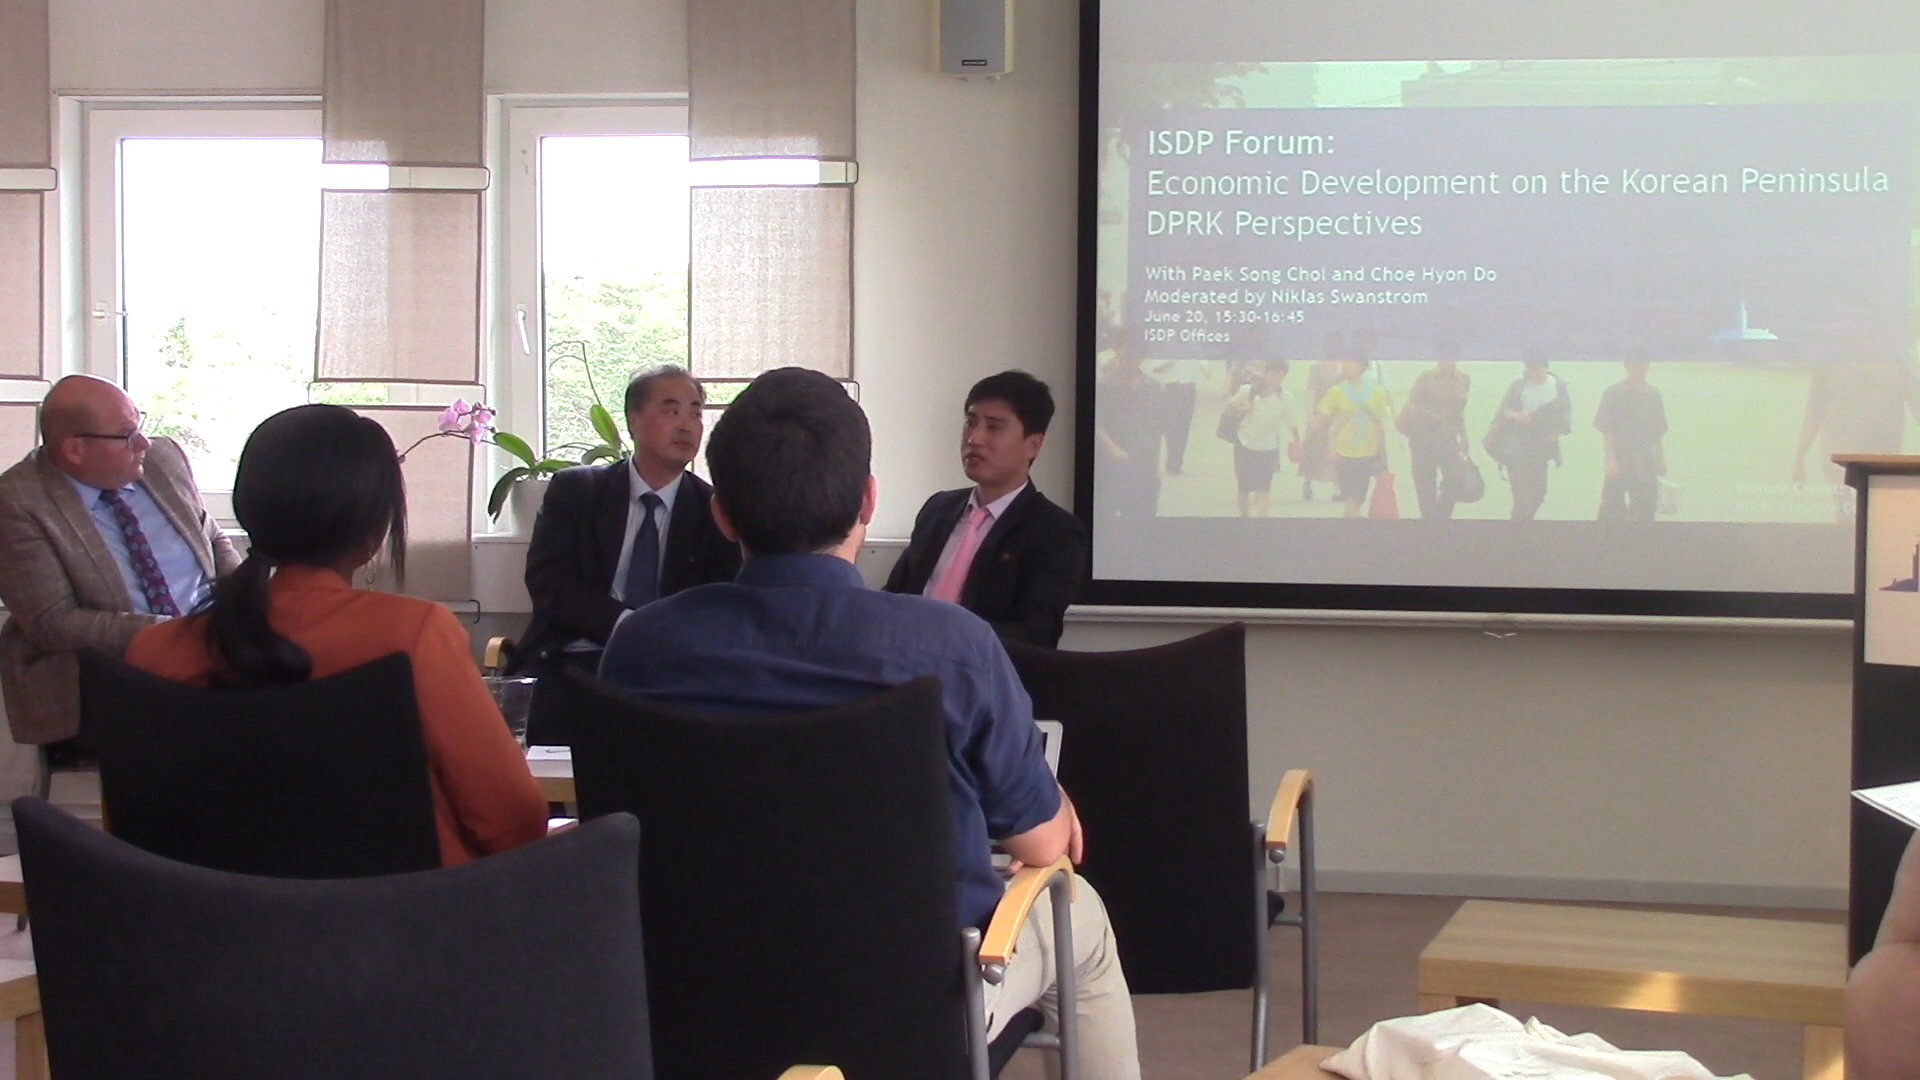 ISDP Forum:
Economic Development on the Korean Peninsula
DPRK Perspectives
With Paek Song Chol and Choe Hyon Do
Moderated by Niklas Swanström
June 20, 15:30-16:45
ISDP Offices